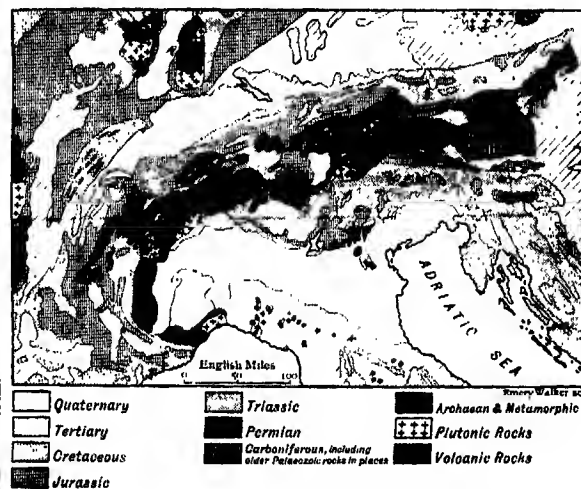 ADRIATIC SEA
English Miles
0 50 100
Emery Walker sc
Quaternary
Tertiary
Cretaceous
Jurassic
Triassic
Permian
Carboniferous, including
older Palaeozoic rocks in places
Archaean & Metamorphic
Plutonic Rocks
Volcanic Rocks